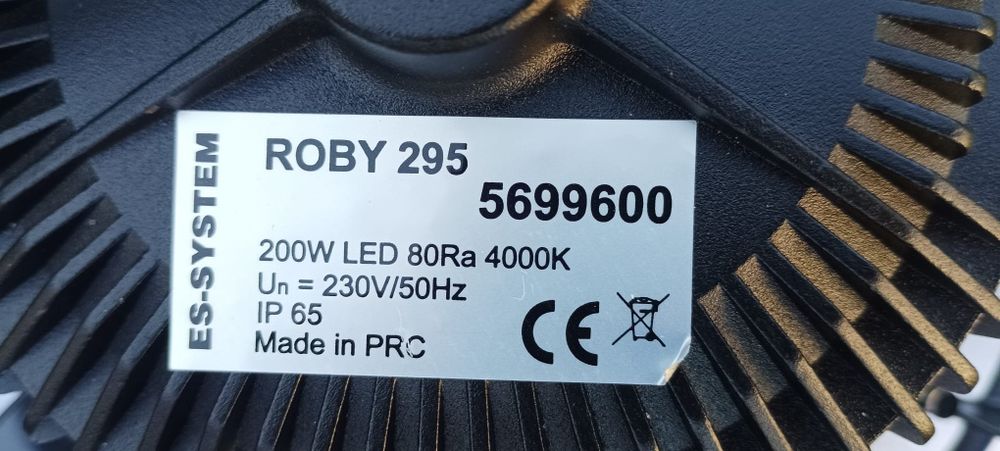 ES-SYSTEM
ROBY 295
5699600
200W LED 80Ra 4000K
Un = 230V/50Hz
IP 65
Made in PRC
CE